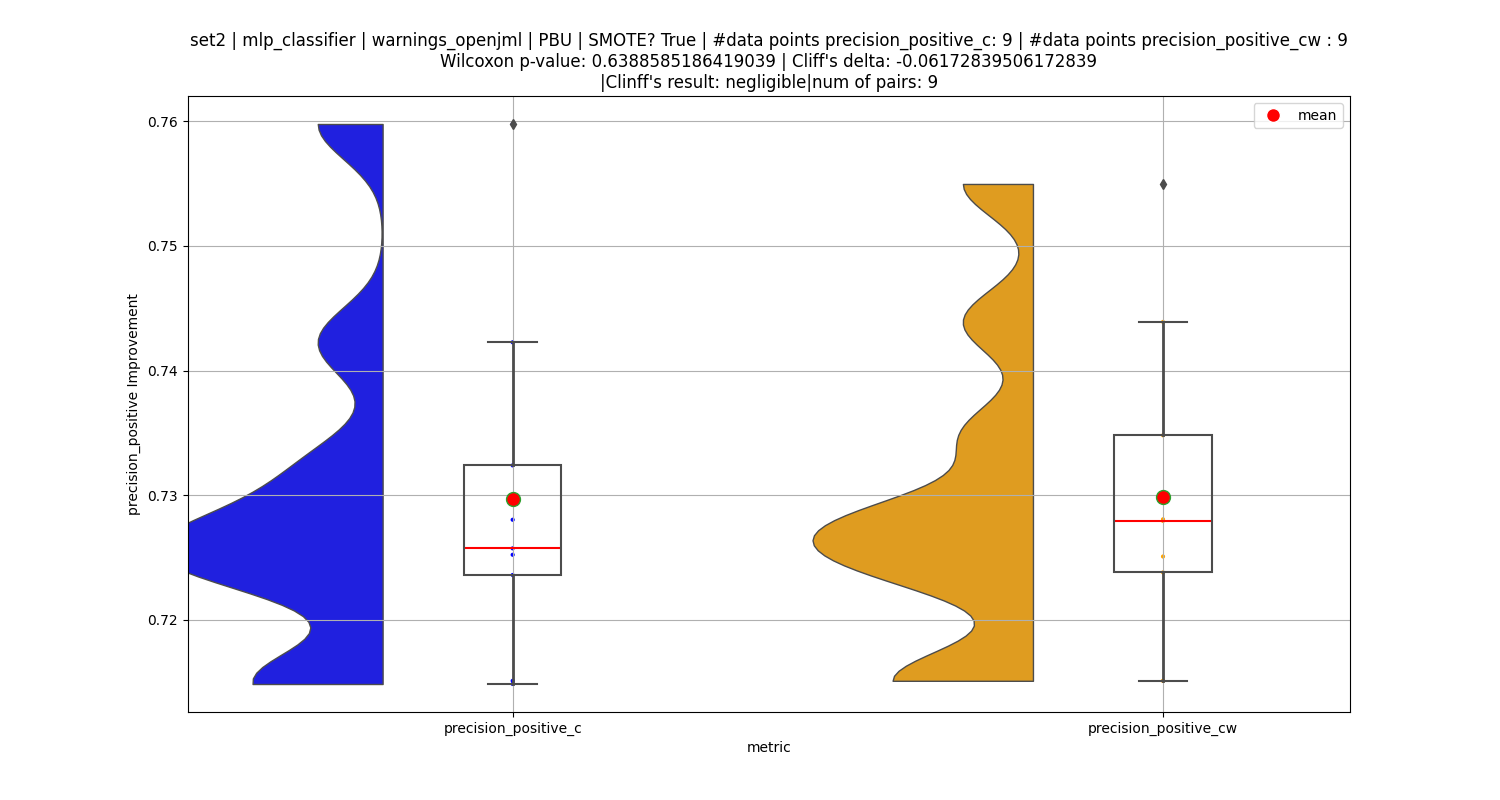 set2 | mlp_classifier | warnings_openjml | PBU | SMOTE? True | #data points precision_positive_c: 9 | #data points precision_positive_cw : 9
Wilcoxon p-value: 0.6388585186419039 | Cliff's delta: -0.06172839506172839
|Clinff's result: negligible|num of pairs: 9
mean
0.76
0.75
0.74
0.73
0.72
precision_positive Improvement
precision_positive_c
precision_positive_cw
metric